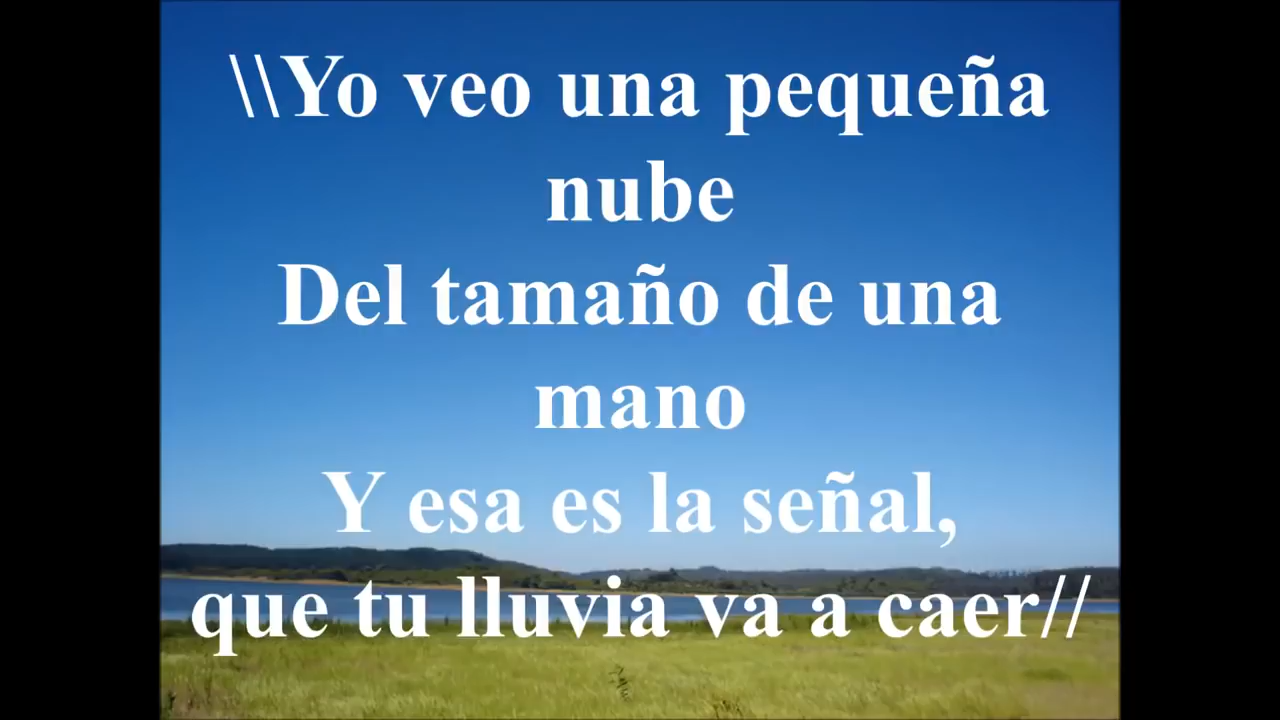 \\Yo veo una pequeña
nube
Del tamaño de una
mano
Y esa es la señal,
que tu lluvia va a caer//